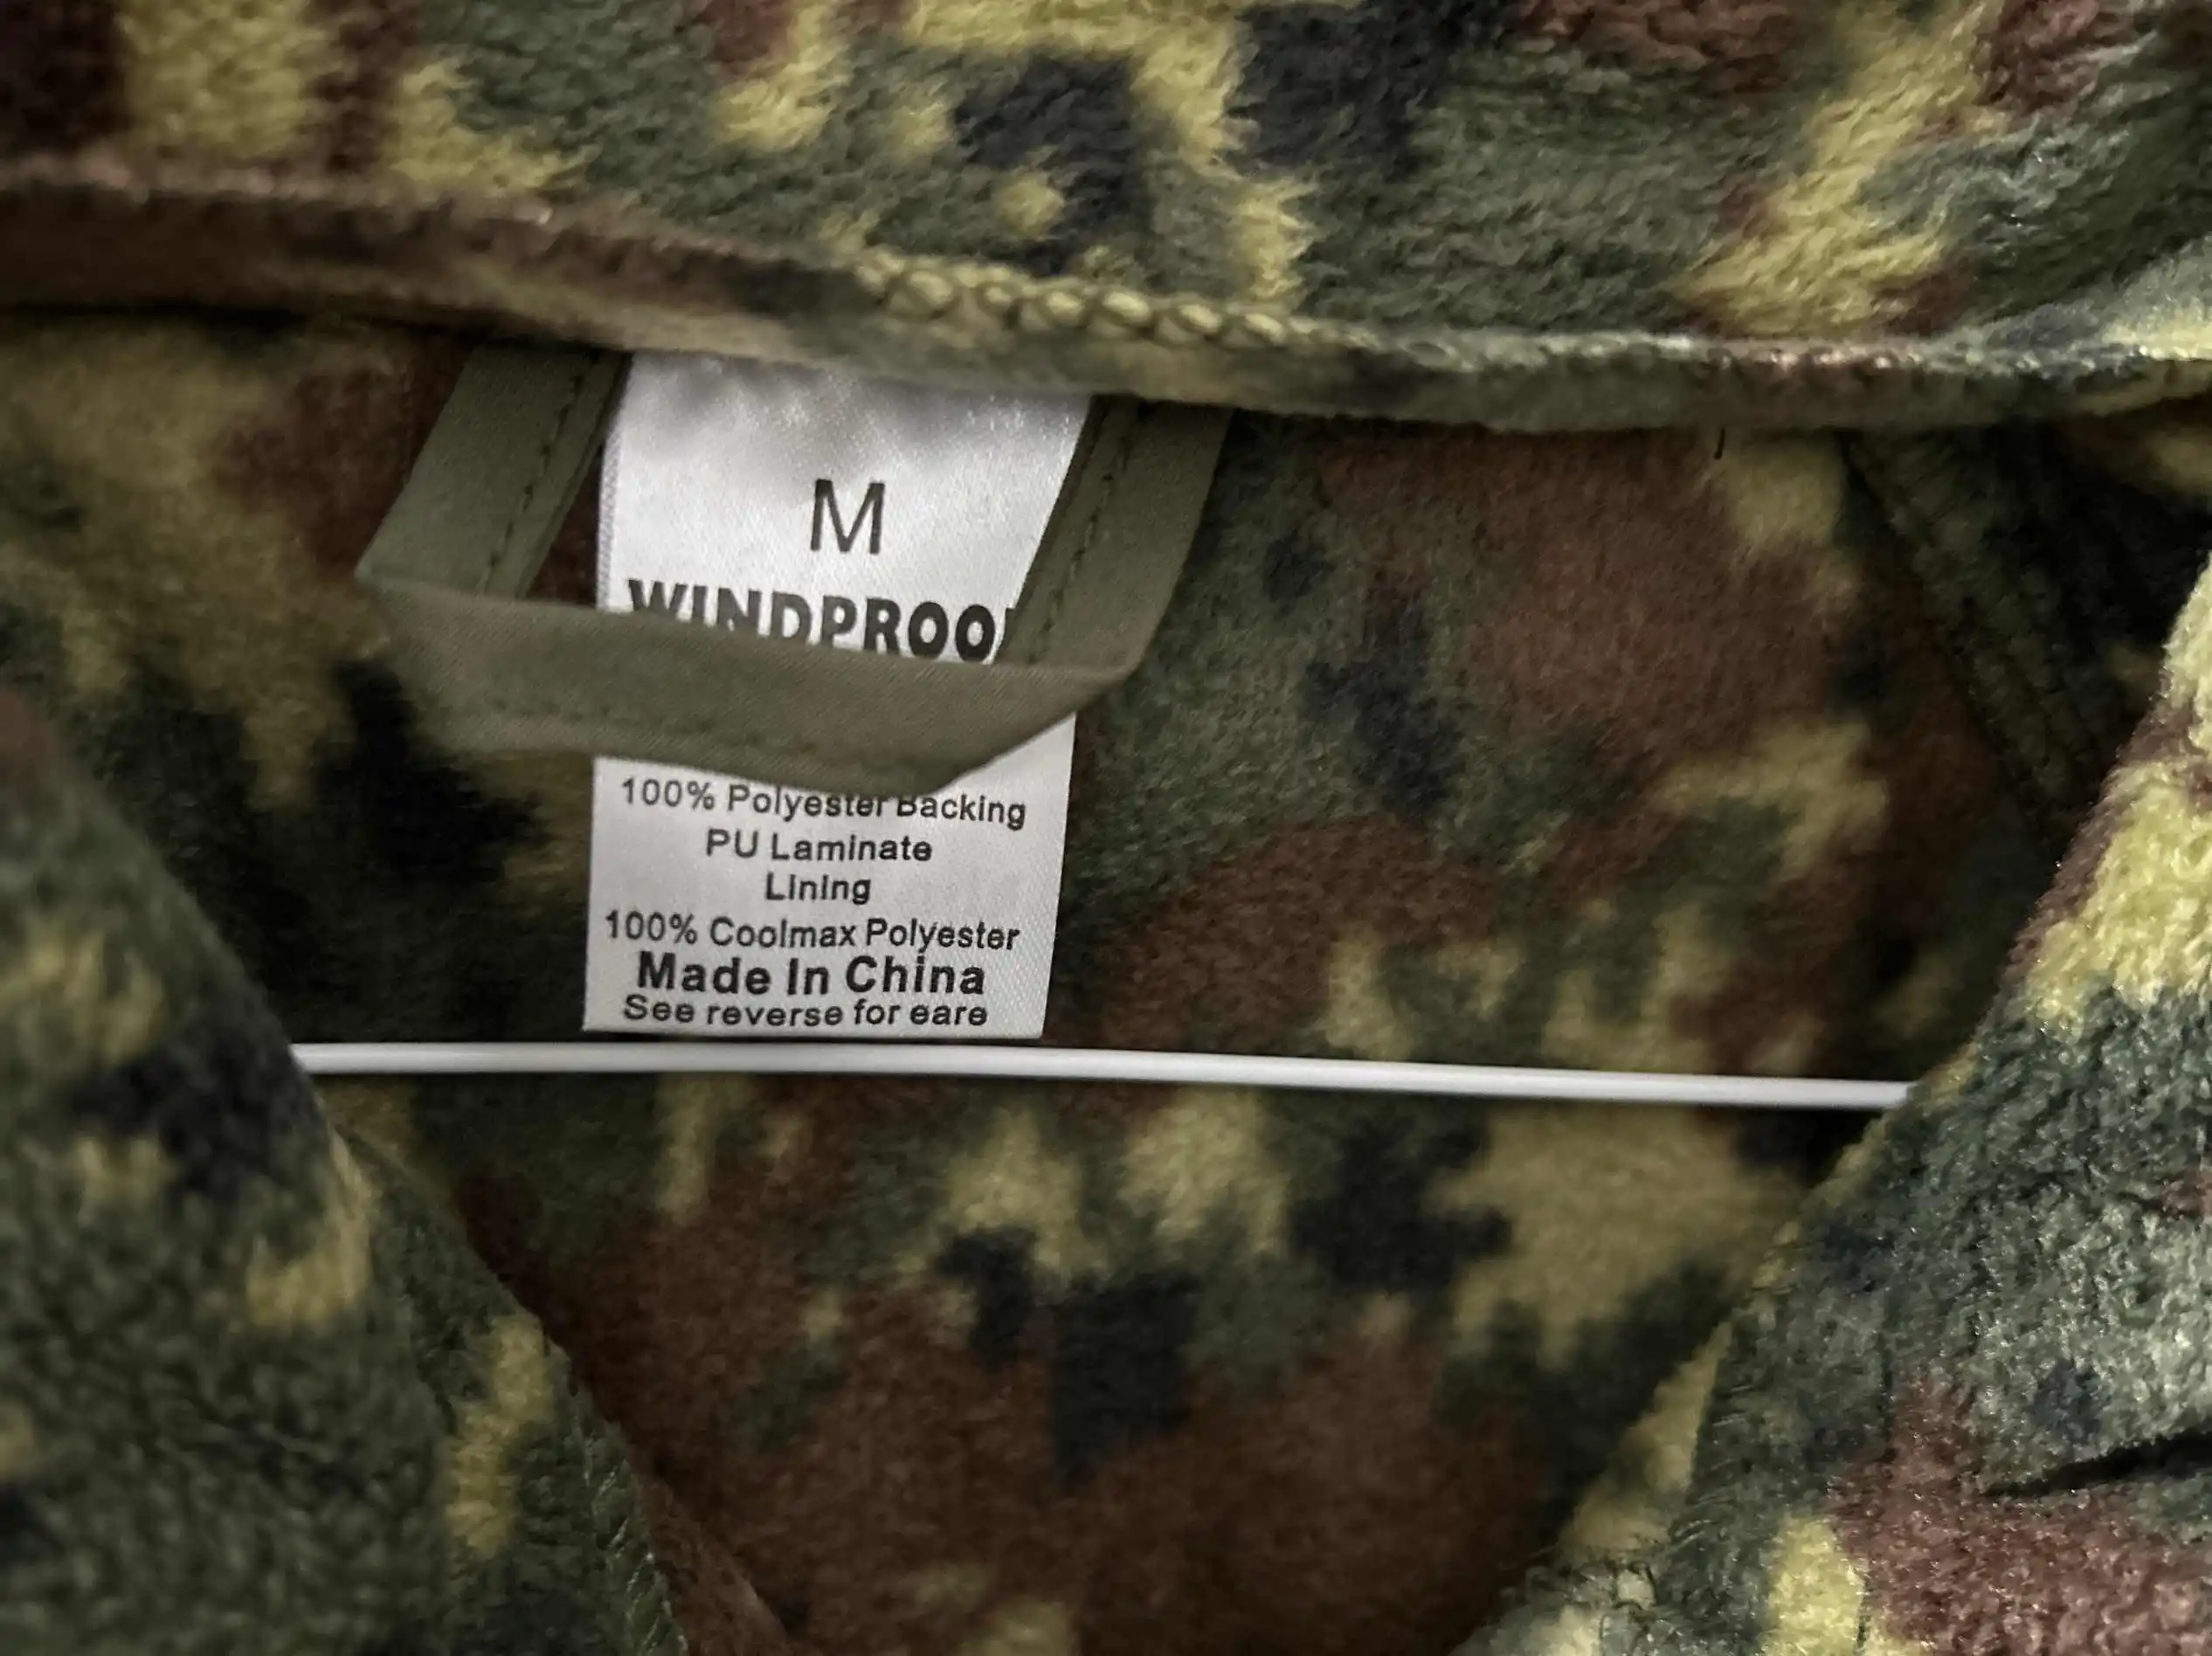 M
WINDPROO
100% Polyester Backing
PU Laminate
Lining
100% Coolmax Polyester
Made In China
See reverse for eare